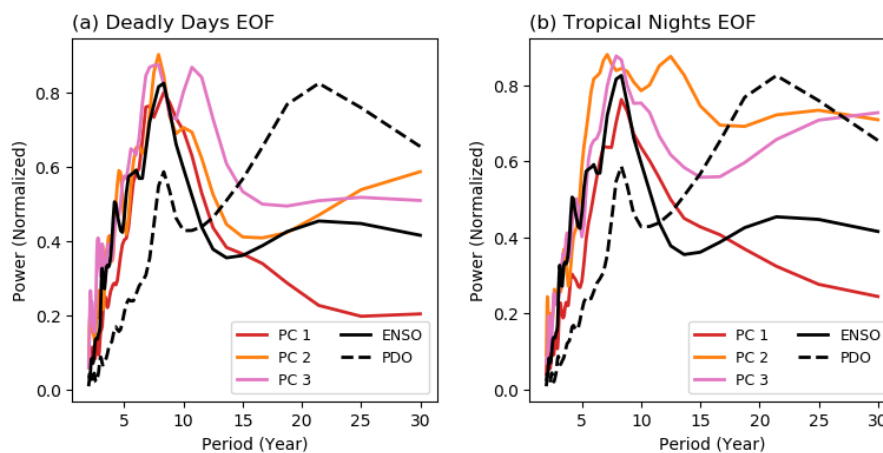 (a) Deadly Days EOF
(b) Tropical Nights EOF
Power (Normalized)
0.8
0.6
0.4
0.2
0.0
PC 1
PC 2
PC 3
ENSO
PDO
5 10 15 20 25 30
Period (Year)
Power (Normalized)
0.8
0.6
0.4
0.2
0.0
PC 1
PC 2
PC 3
ENSO
PDO
5 10 15 20 25 30
Period (Year)